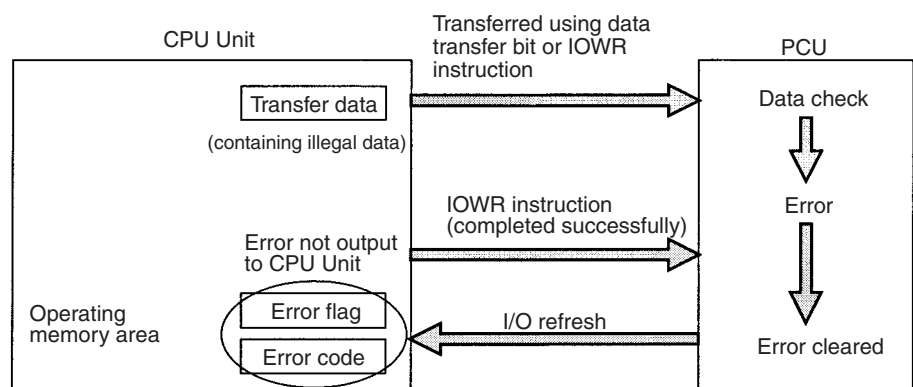 CPU Unit
Transferred using data
transfer bit or IOWR
instruction
PCU
Transfer data
(containing illegal data)
Data check
Error
IOWR instruction
(completed successfully)
Error not output
to CPU Unit
Operating
memory area
Error flag
Error code
I/O refresh
Error cleared